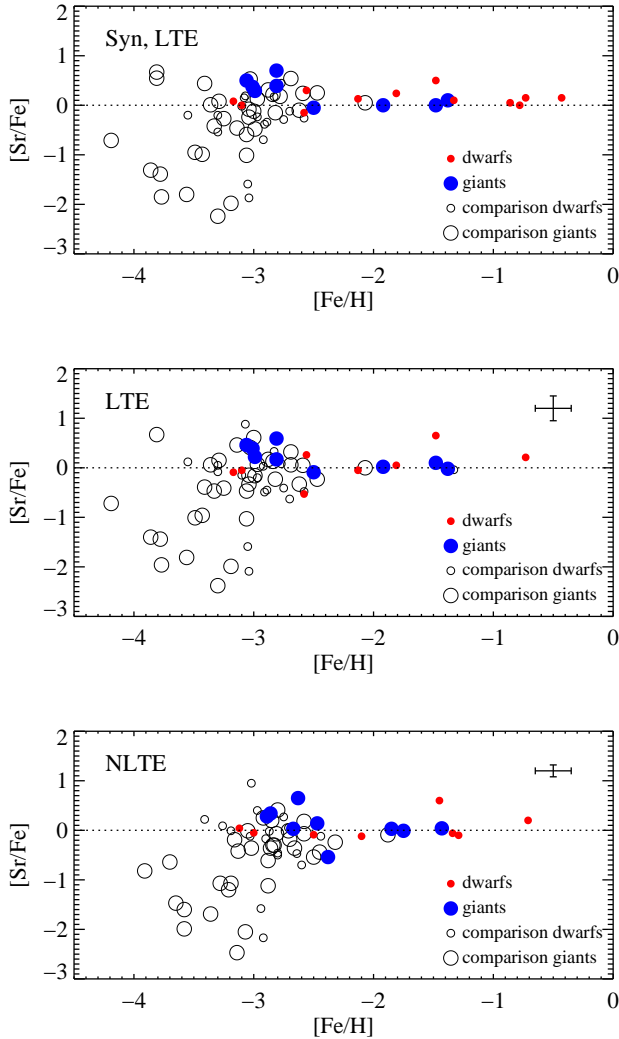 2
Syn, LTE
1
[Sr/Fe]
0
−1
dwarfs
giants
−2
comparison dwarfs
comparison giants
−3
−4 −3 −2 −1 0
[Fe/H]
2
LTE
1
[Sr/Fe]
0
−1
dwarfs
giants
−2
comparison dwarfs
comparison giants
−3
−4 −3 −2 −1 0
[Fe/H]
2
NLTE
1
[Sr/Fe]
0
−1
dwarfs
giants
−2
comparison dwarfs
comparison giants
−3
−4 −3 −2 −1 0
[Fe/H]